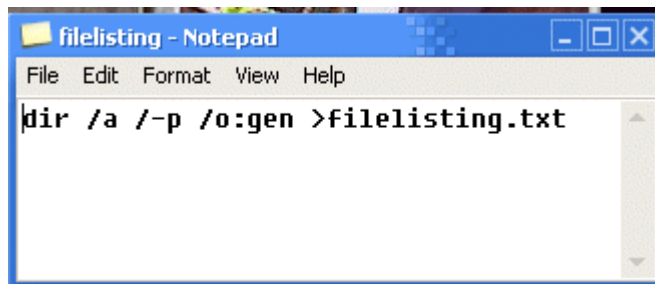 filelisting - Notepad
File Edit Format View Help
dir /a /-p /o:gen >filelisting.txt